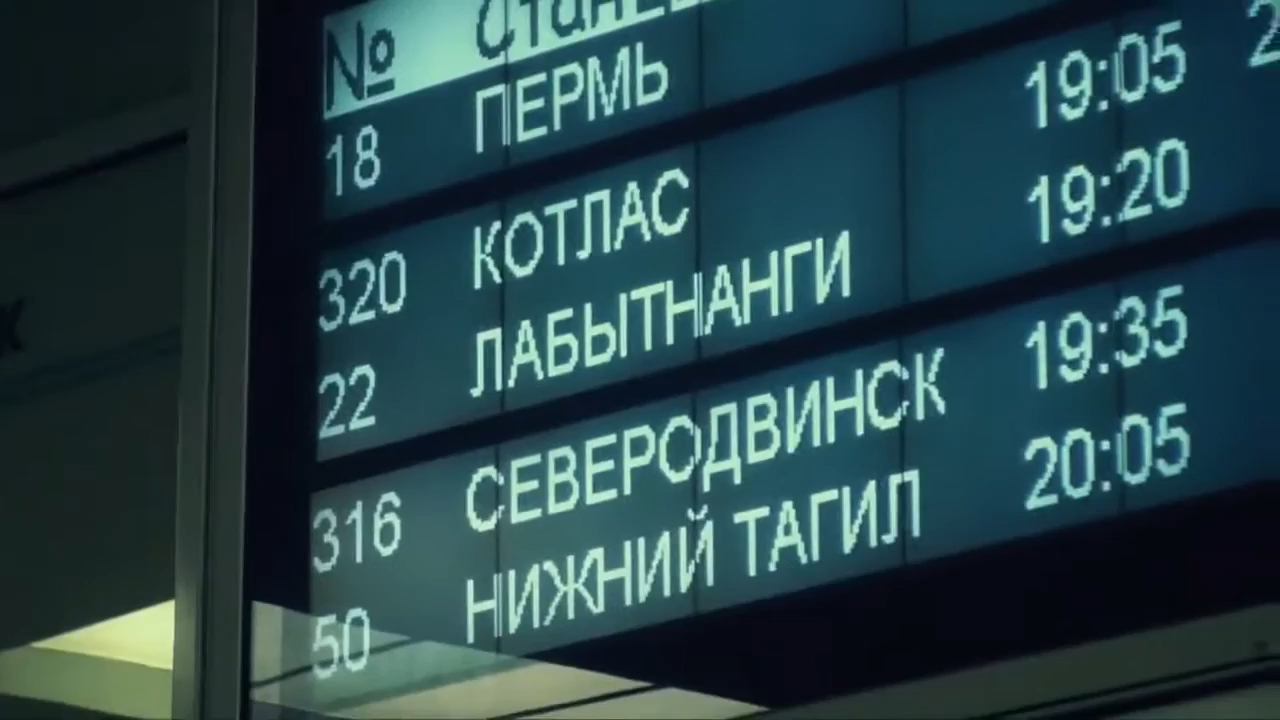 №
18 ПЕРМЬ
320 КОТЛАС 19:05
22 ЛАБЫТНАНГИ 19:20
316 СЕВЕРОДВИНСК 19:35
50 НИЖНИЙ ТАГИЛ 20:05